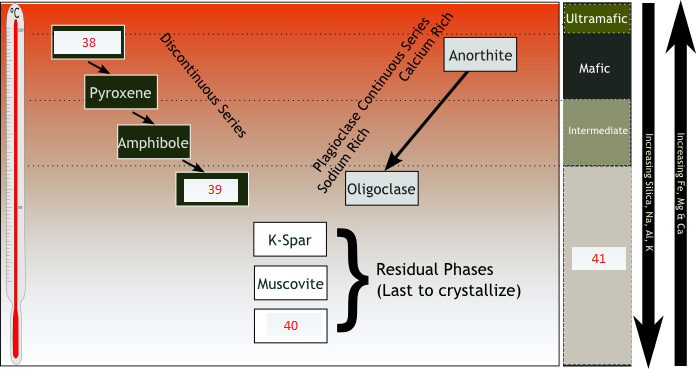 °C
38
Pyroxene
Amphibole
39
Discontinuous Series
Plagioclase Continuous Series
Calcium Rich
Sodium Rich
Anorthite
Oligoclase
K-Spar
Muscovite
40
Residual Phases
(Last to crystallize)
Ultramafic
Mafic
Intermediate
41
Increasing Silica, Na, Al, K
Increasing Fe, Mg & Ca